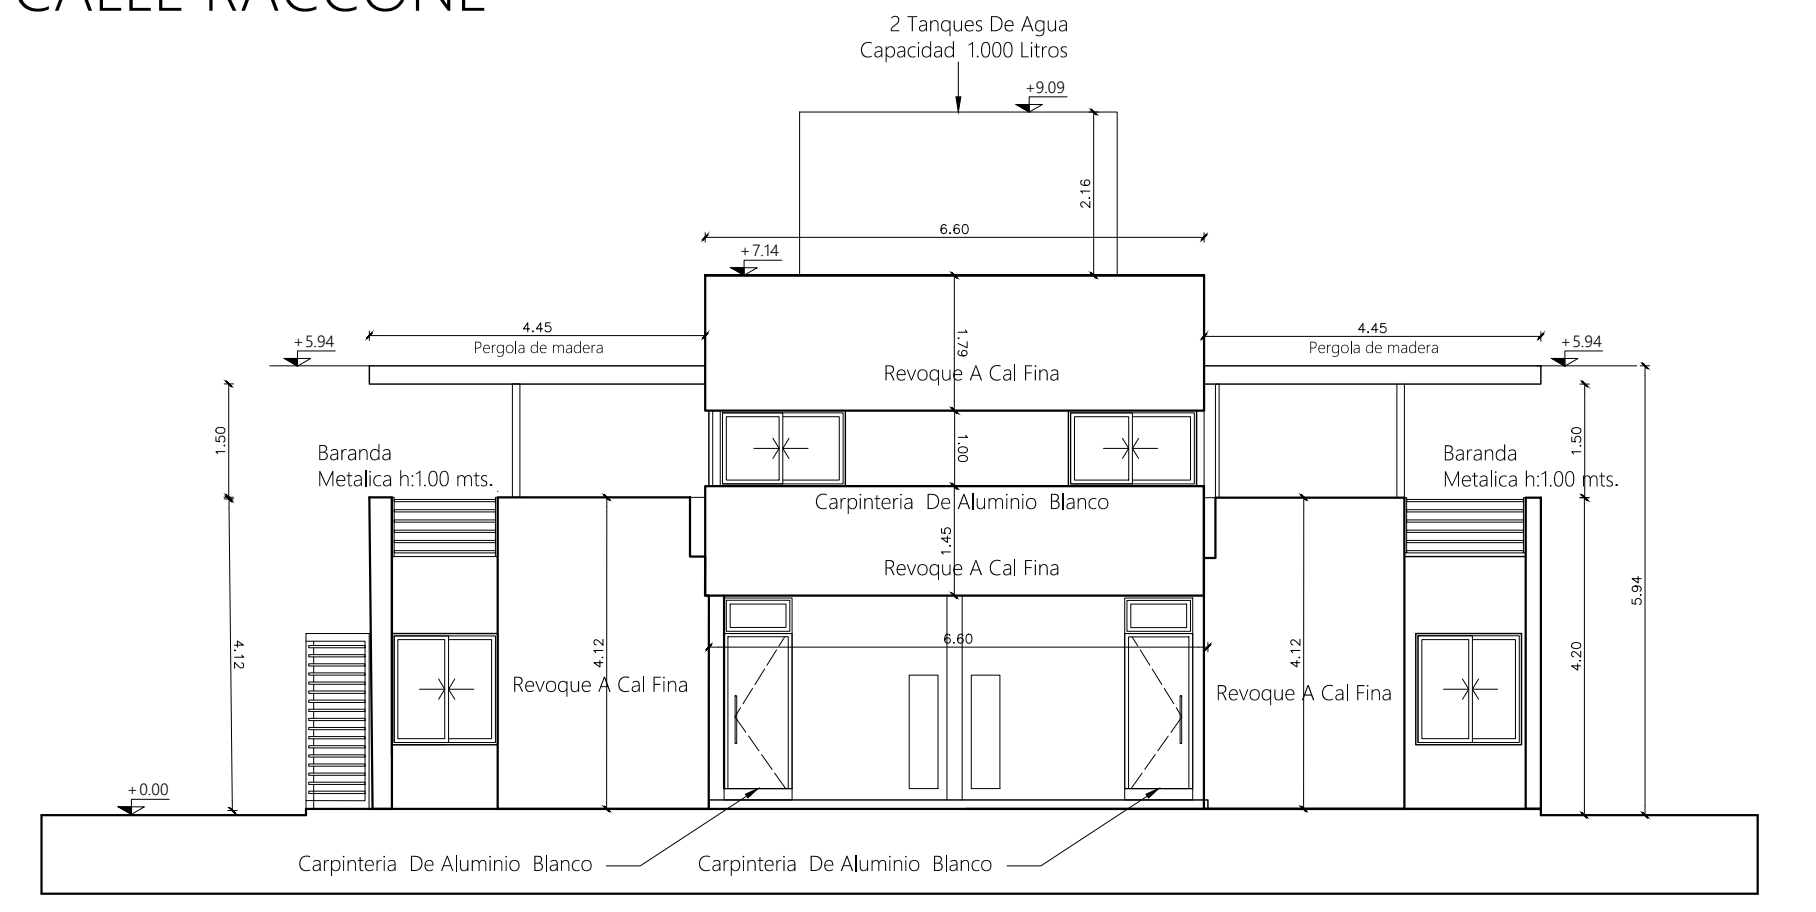 CALLE RACCONE
2 Tanques De Agua
Capacidad 1.000 Litros
+9.09
2.16
6.60
+7.14
4.45
4.45
Pergola de madera
Pergola de madera
+5.94
+5.94
1.79
Revoque A Cal Fina
1.50
1.00
1.50
Baranda
Metalica h:1.00 mts.
Baranda
Metalica h:1.00 mts.
Carpinteria De Aluminio Blanco
1.45
Revoque A Cal Fina
5.94
6.60
4.12
4.12
4.12
4.20
Revoque A Cal Fina
Revoque A Cal Fina
+0.00
Carpinteria De Aluminio Blanco
Carpinteria De Aluminio Blanco